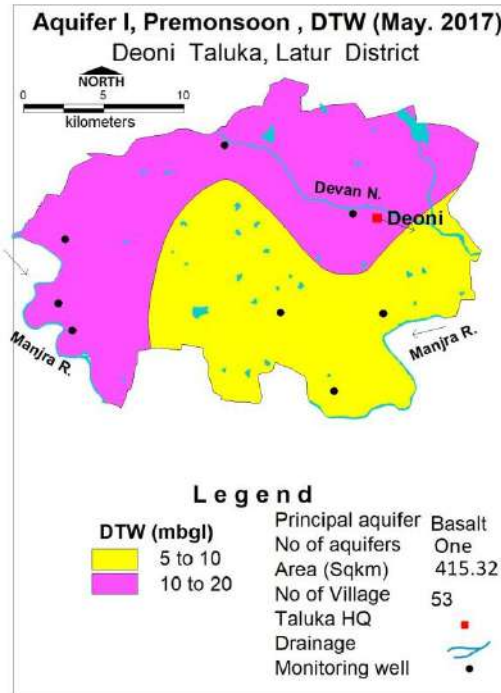 Aquifer I, Premonsoon , DTW (May. 2017)
Deoni Taluka, Latur District
NORTH
0 5 10
kilometers
Devan N.
Deoni
Manjra R.
Manjra R.
Legend
DTW (mbgl)
5 to 10
10 to 20
Principal aquifer Basalt
No of aquifers One
Area (Sqkm) 415.32
No of Village 53
Taluka HQ
Drainage
Monitoring well